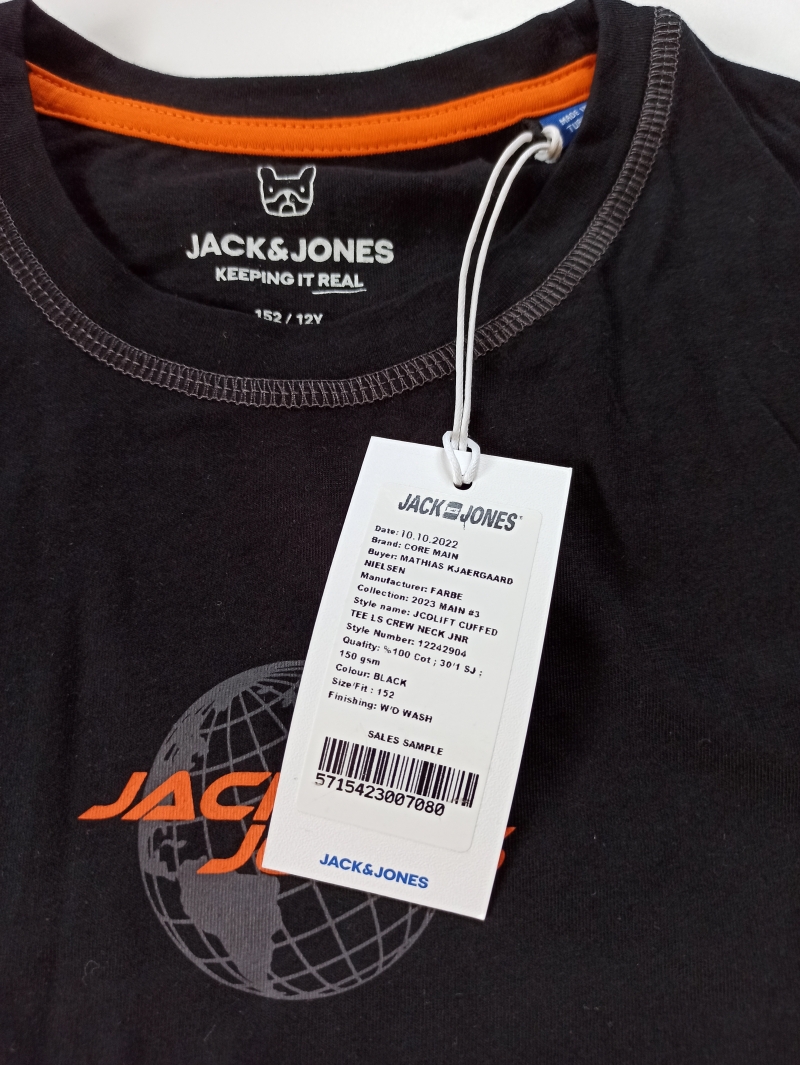 MADE IN
JACK&JONES
KEEPING IT REAL
152 / 12Y
JACK JONES
Date: 10.10.2022
Brand: CORE MAIN
Buyer: MATHIAS KJAERGAARD
NIELSEN
Manufacturer: FARBE
Collection: 2023 MAIN #3
Style name: JCOLIFT CUFFED
TEE LS CREW NECK JNR
Style Number: 12242904
Quality: %100 Cot ; 30/1 SJ ;
150 gsm
Colour: BLACK
Size/Fit : 152
Finishing: W/D WASH
SALES SAMPLE
5715423007080
JACK&JONES
JAC
J